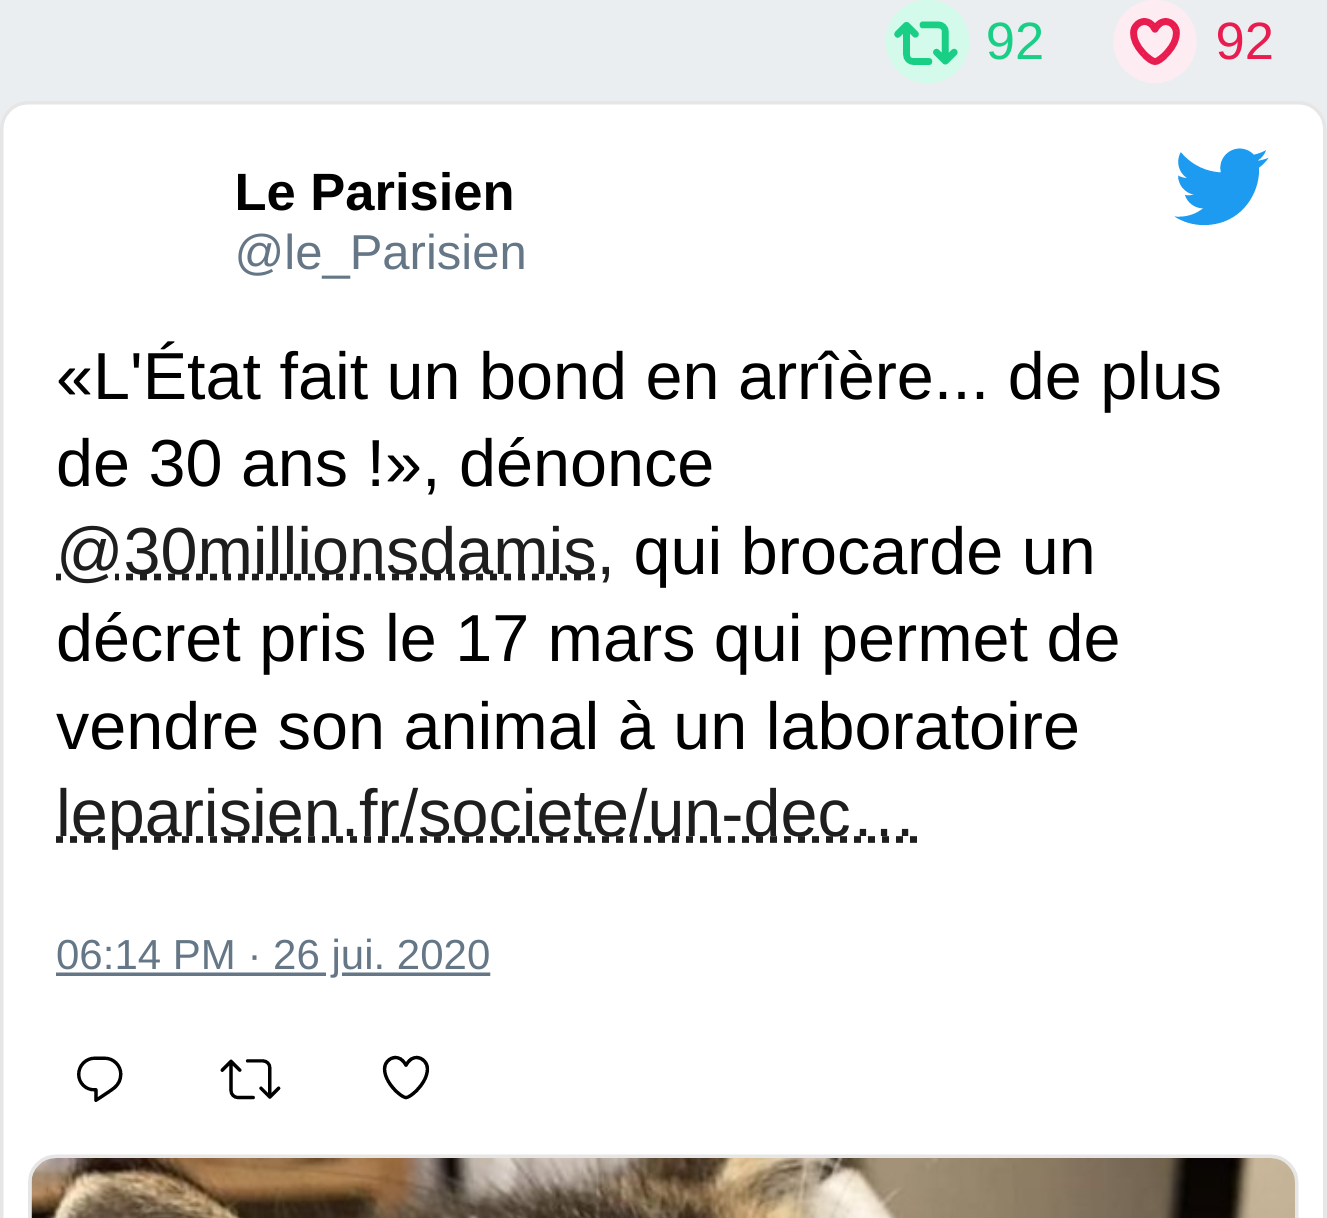 92 92
Le Parisien
@le_Parisien
«L'État fait un bond en arrîère... de plus
de 30 ans !», dénonce
@30millionsdamis, qui brocarde un
décret pris le 17 mars qui permet de
vendre son animal à un laboratoire
leparisien.fr/societe/un-dec…
06:14 PM · 26 jui. 2020